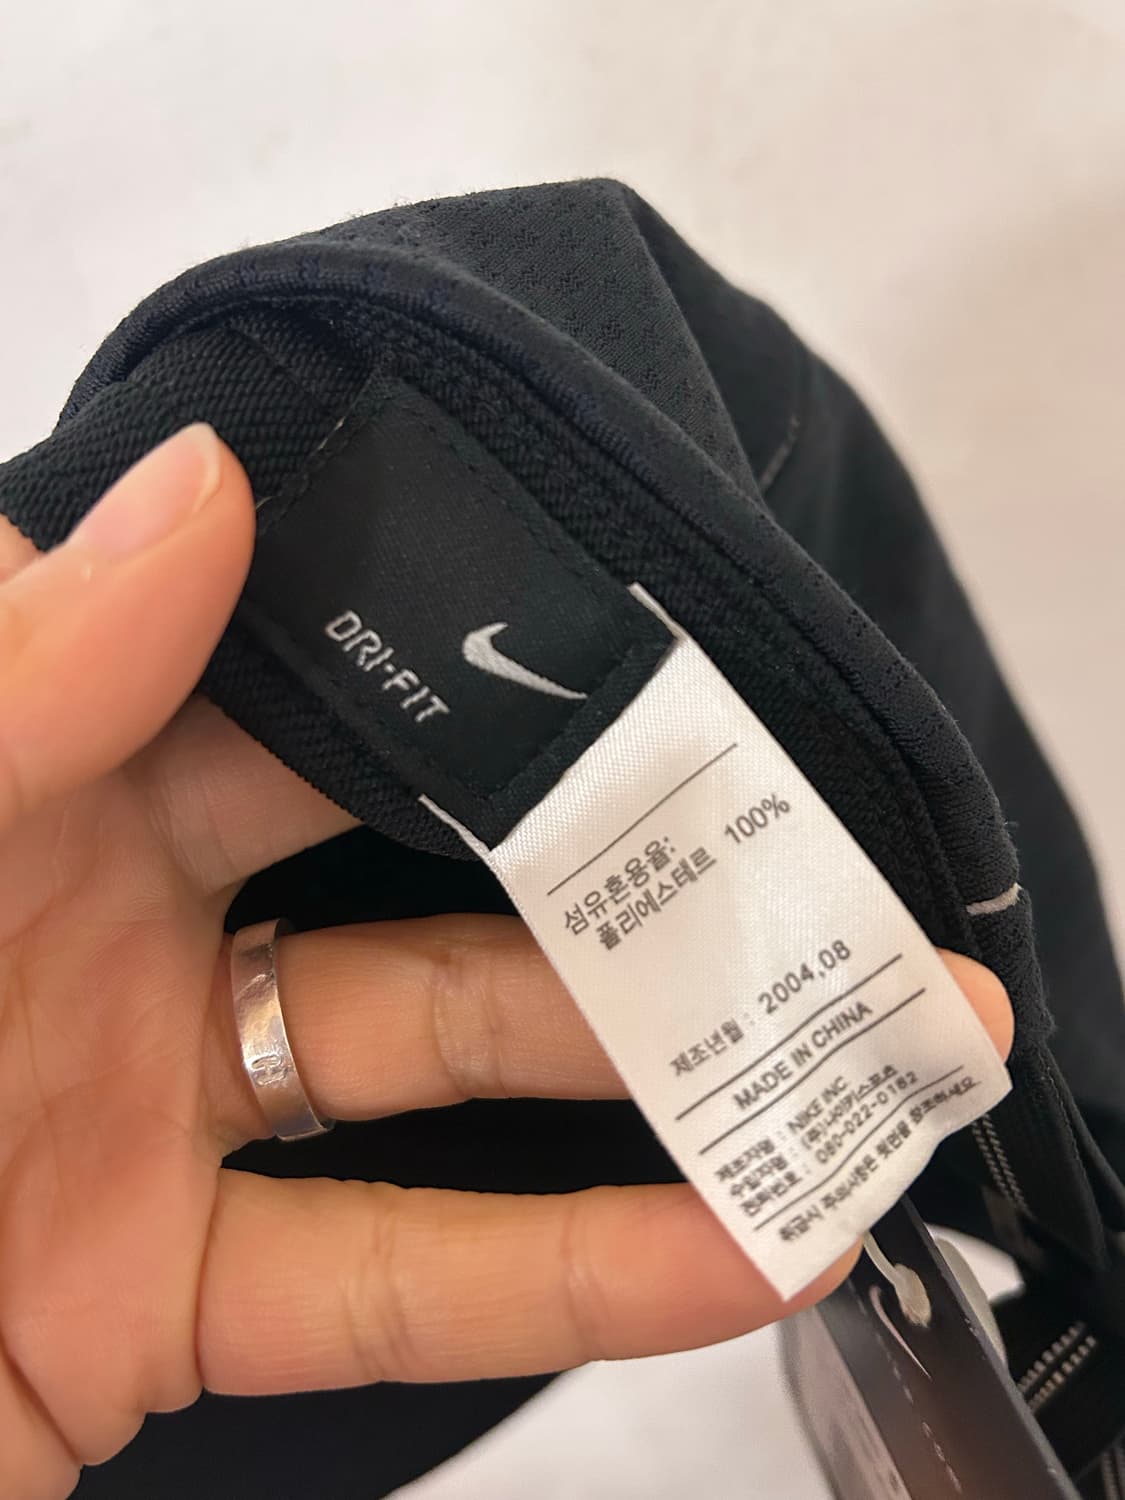 DRI-FIT
섬유혼용율:
폴리에스테르 100%
제조년월 : 2004.08
MADE IN CHINA
제조자명 : NIKE INC
수입자명 : (주)나이키스포츠
전화번호 : 080-022-0182
취급시 주의사항은 뒷면을 참조하세요